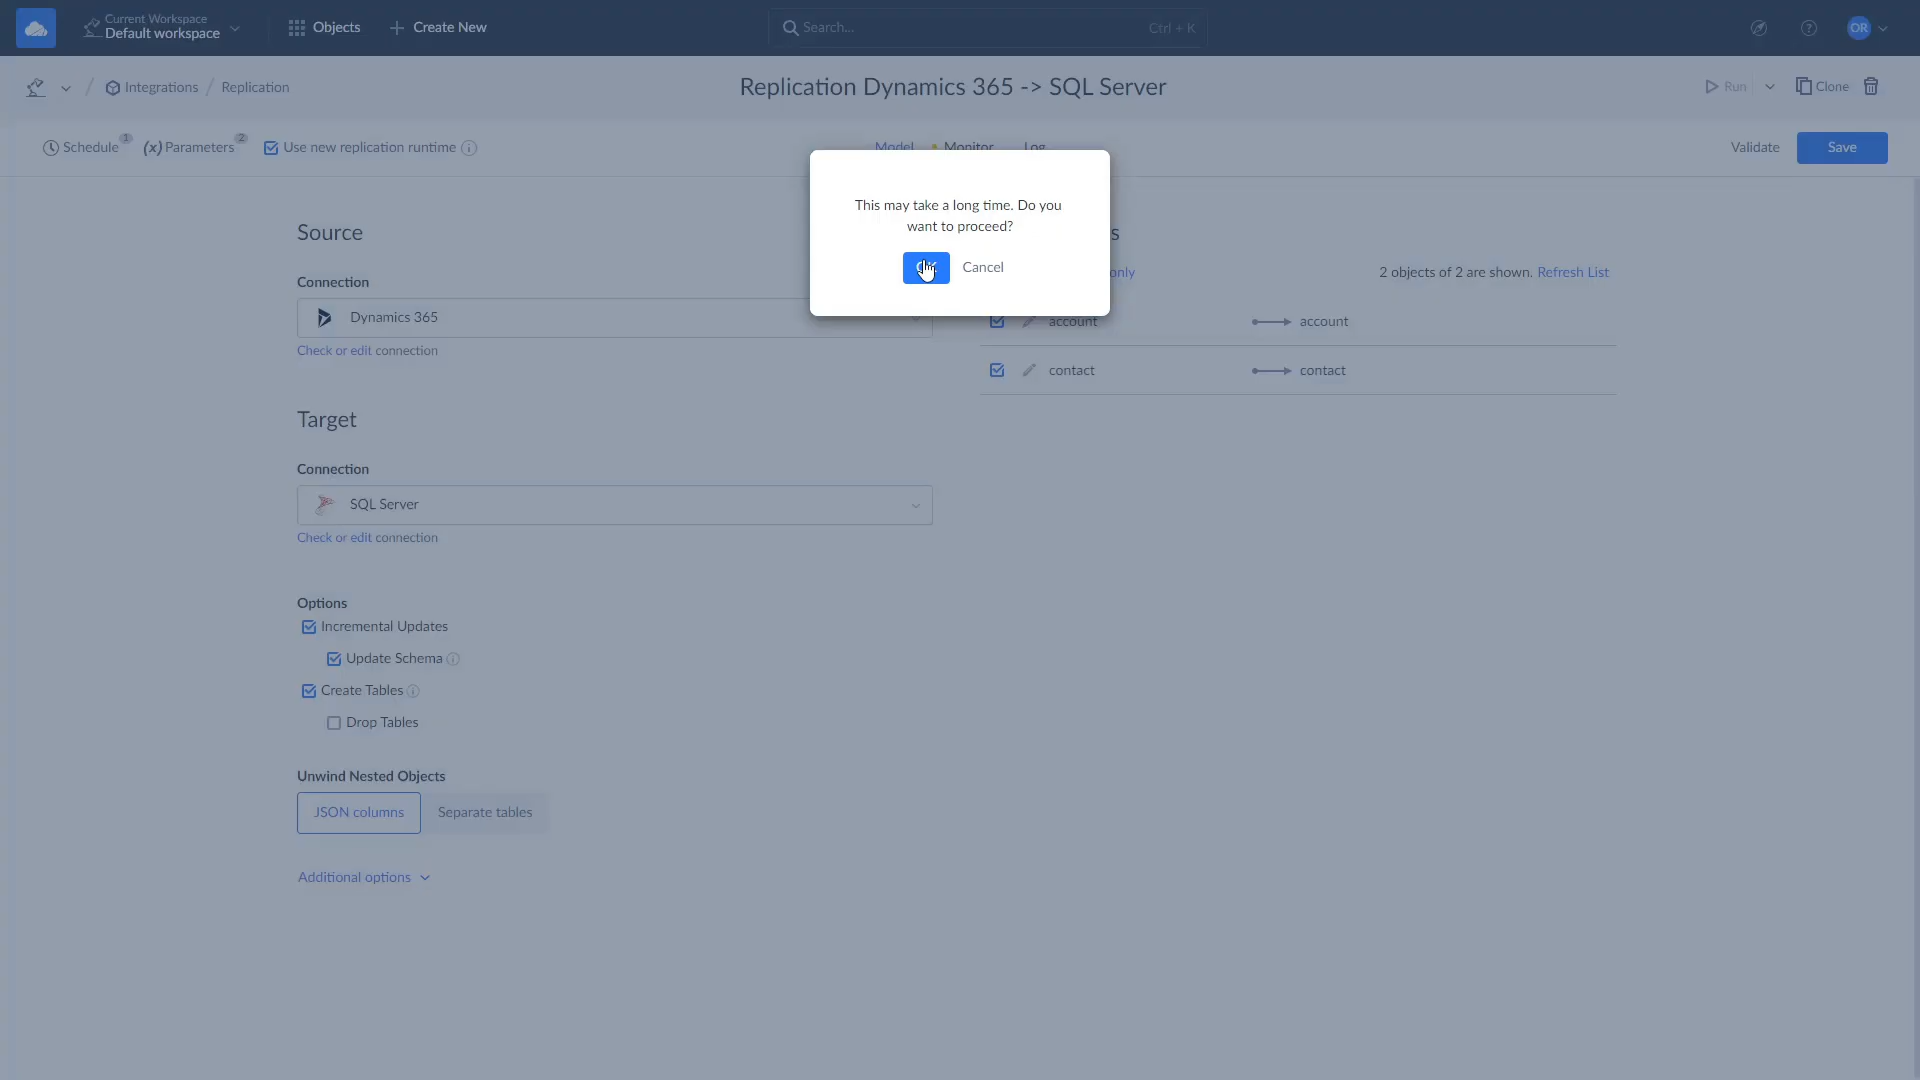 Current Workspace
Default workspace
Objects
Create New
Search...
Ctrl + K
OR
/ Integrations / Replication
Replication Dynamics 365 -> SQL Server
Run
Clone
Schedule 1
(x) Parameters 2
Use new replication runtime
Model
Monitor
Log
Validate
Save
This may take a long time. Do you
want to proceed?
Cancel
Source
Connection
Dynamics 365
Check or edit connection
Target
Connection
SQL Server
Check or edit connection
Options
Incremental Updates
Update Schema
Create Tables
Drop Tables
Unwind Nested Objects
JSON columns
Separate tables
Additional options
only
2 objects of 2 are shown. Refresh List
account
account
contact
contact